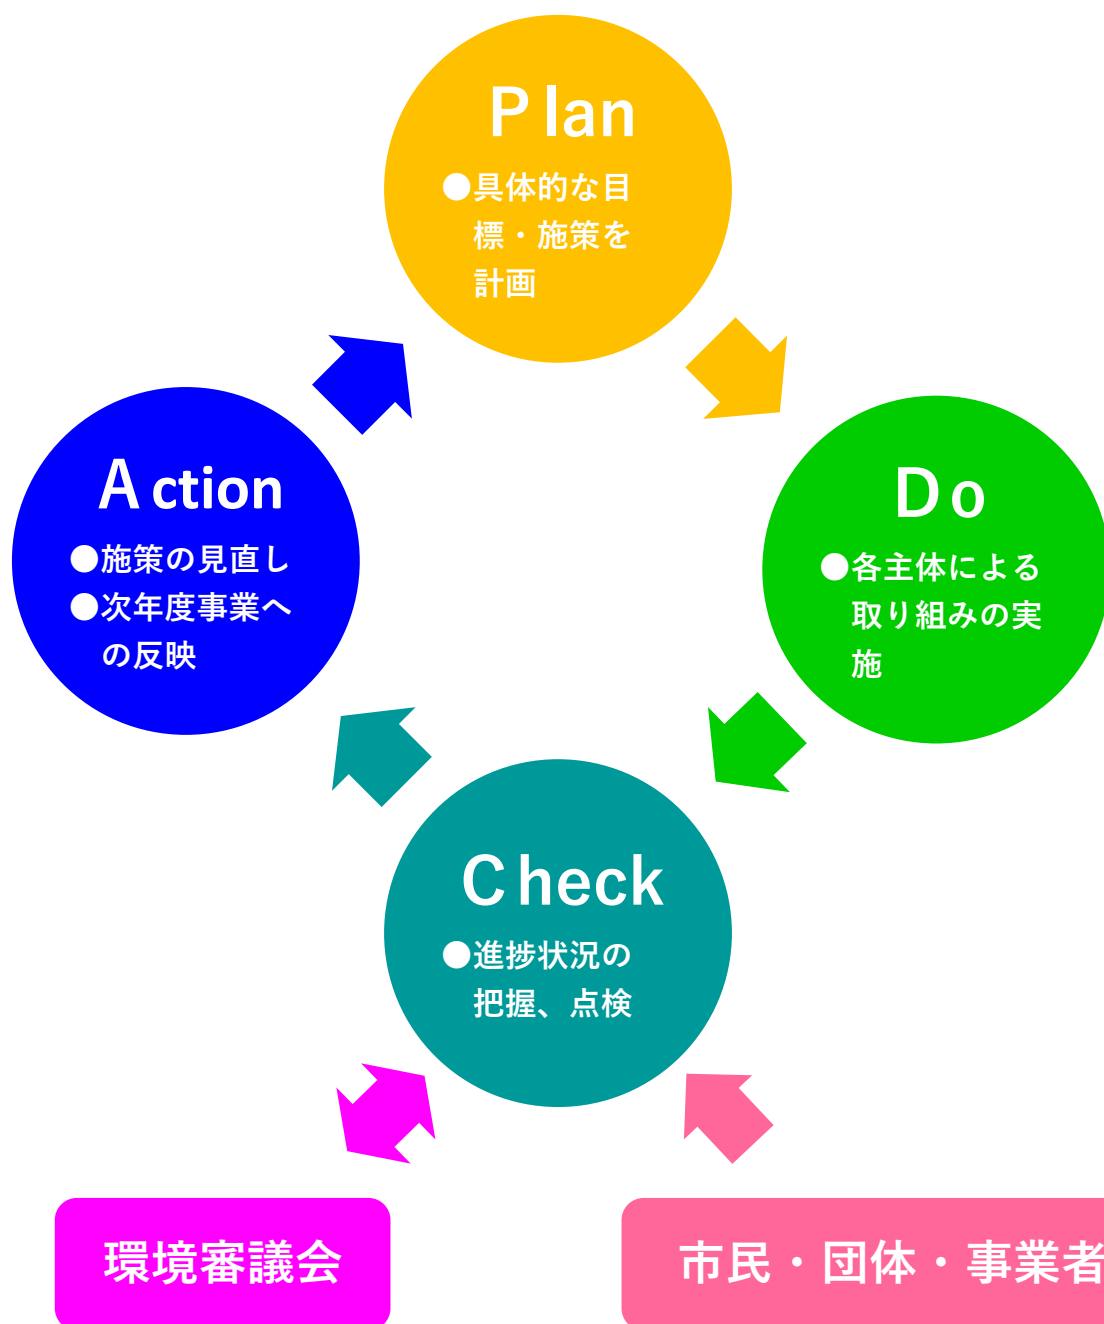 Plan
●具体的な目
標・施策を
計画
Action
●施策の見直し
●次年度事業へ
の反映
Do
●各主体による
取り組みの実
施
Check
●進捗状況の
把握、点検
環境審議会
市民・団体・事業者